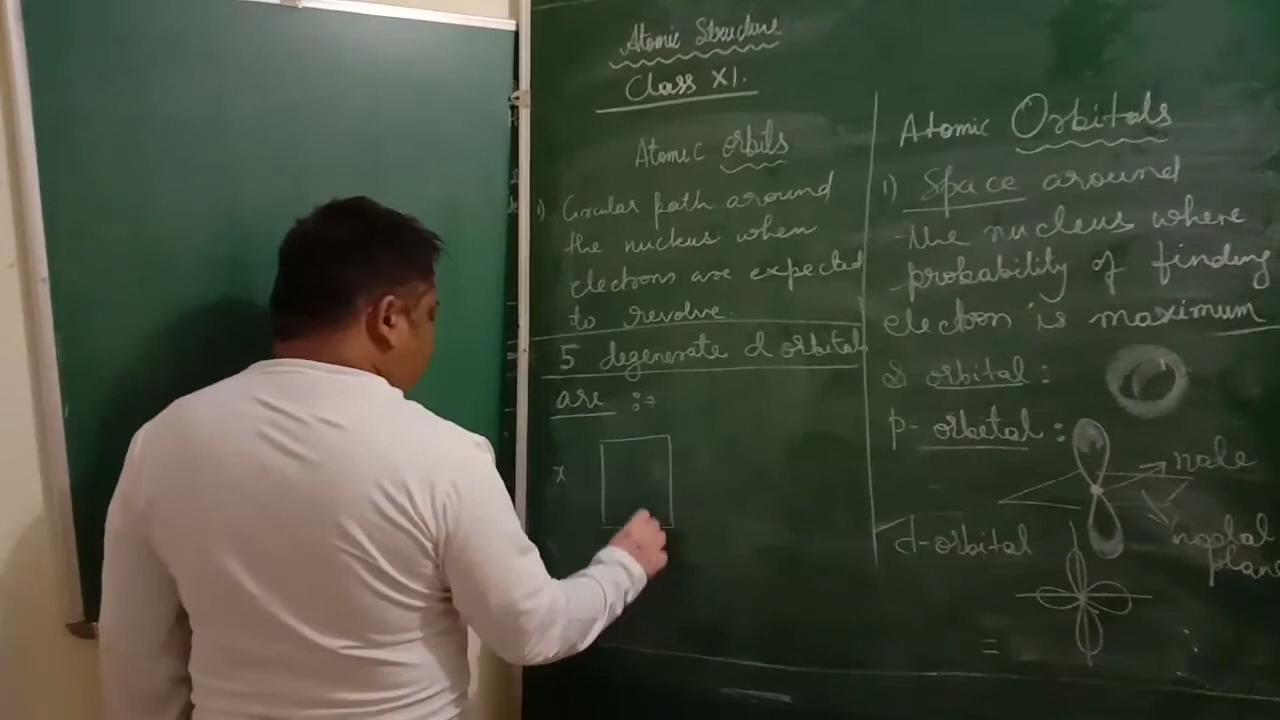 Atomic Structure
Class XI.
Atomic orbits
1) Circular path around
the nucleus when
electrons are expected
to revolve.
5 degenerate d orbitals
are :→
x
Atomic Orbitals
1) Space around
the nucleus where
probability of finding
electron is maximum
S orbital :
p- orbital :
node
d-orbital
=